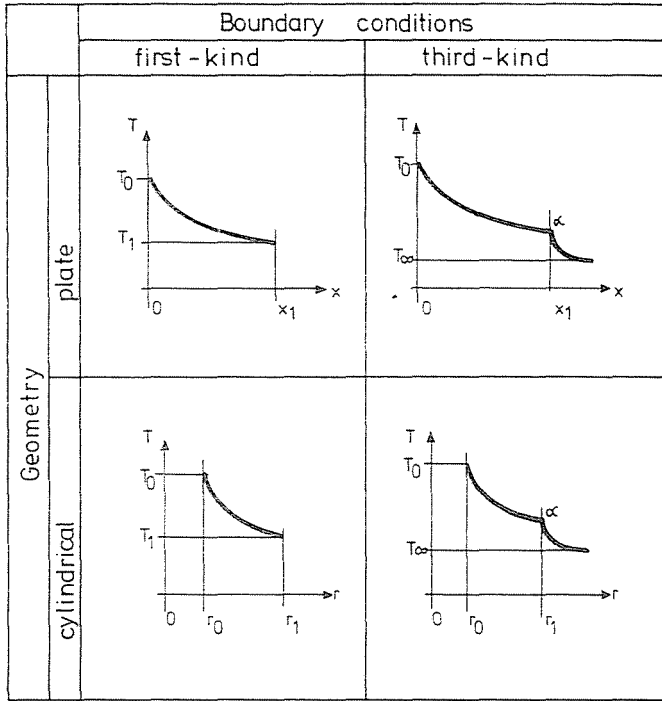 Boundary conditions
first-kind
third-kind
Geometry
plate
T
T0
T1
0
x1
x
T
T0
α
T∞
0
x1
x
cylindrical
T
T0
T1
0
r0
r1
r
T
T0
α
T∞
0
r0
r1
r